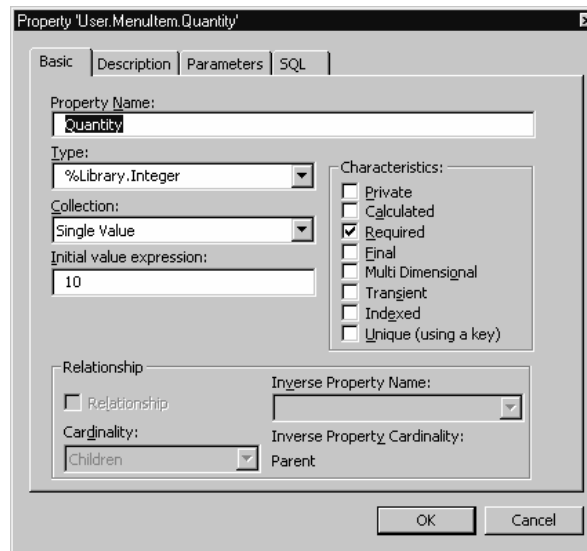 Property 'User.MenuItem.Quantity'
Basic Description Parameters SQL
Property Name:
Quantity
Type:
%Library.Integer
Collection:
Single Value
Initial value expression:
10
Characteristics:
Private
Calculated
Required
Final
Multi Dimensional
Transient
Indexed
Unique (using a key)
Relationship
Relationship
Cardinality:
Children
Inverse Property Name:
Inverse Property Cardinality:
Parent
OK Cancel